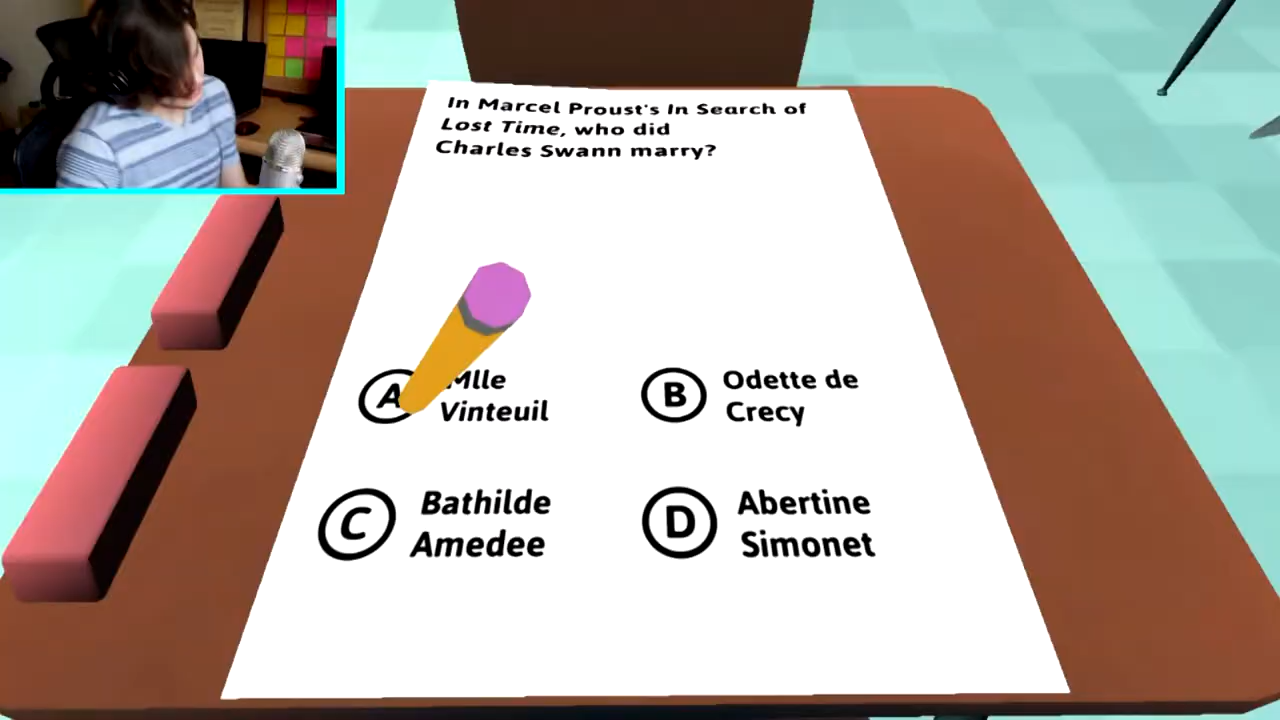 In Marcel Proust's In Search of
Lost Time, who did
Charles Swann marry?
A Mlle
Vinteuil
B Odette de
Crecy
C Bathilde
Amedee
D Abertine
Simonet